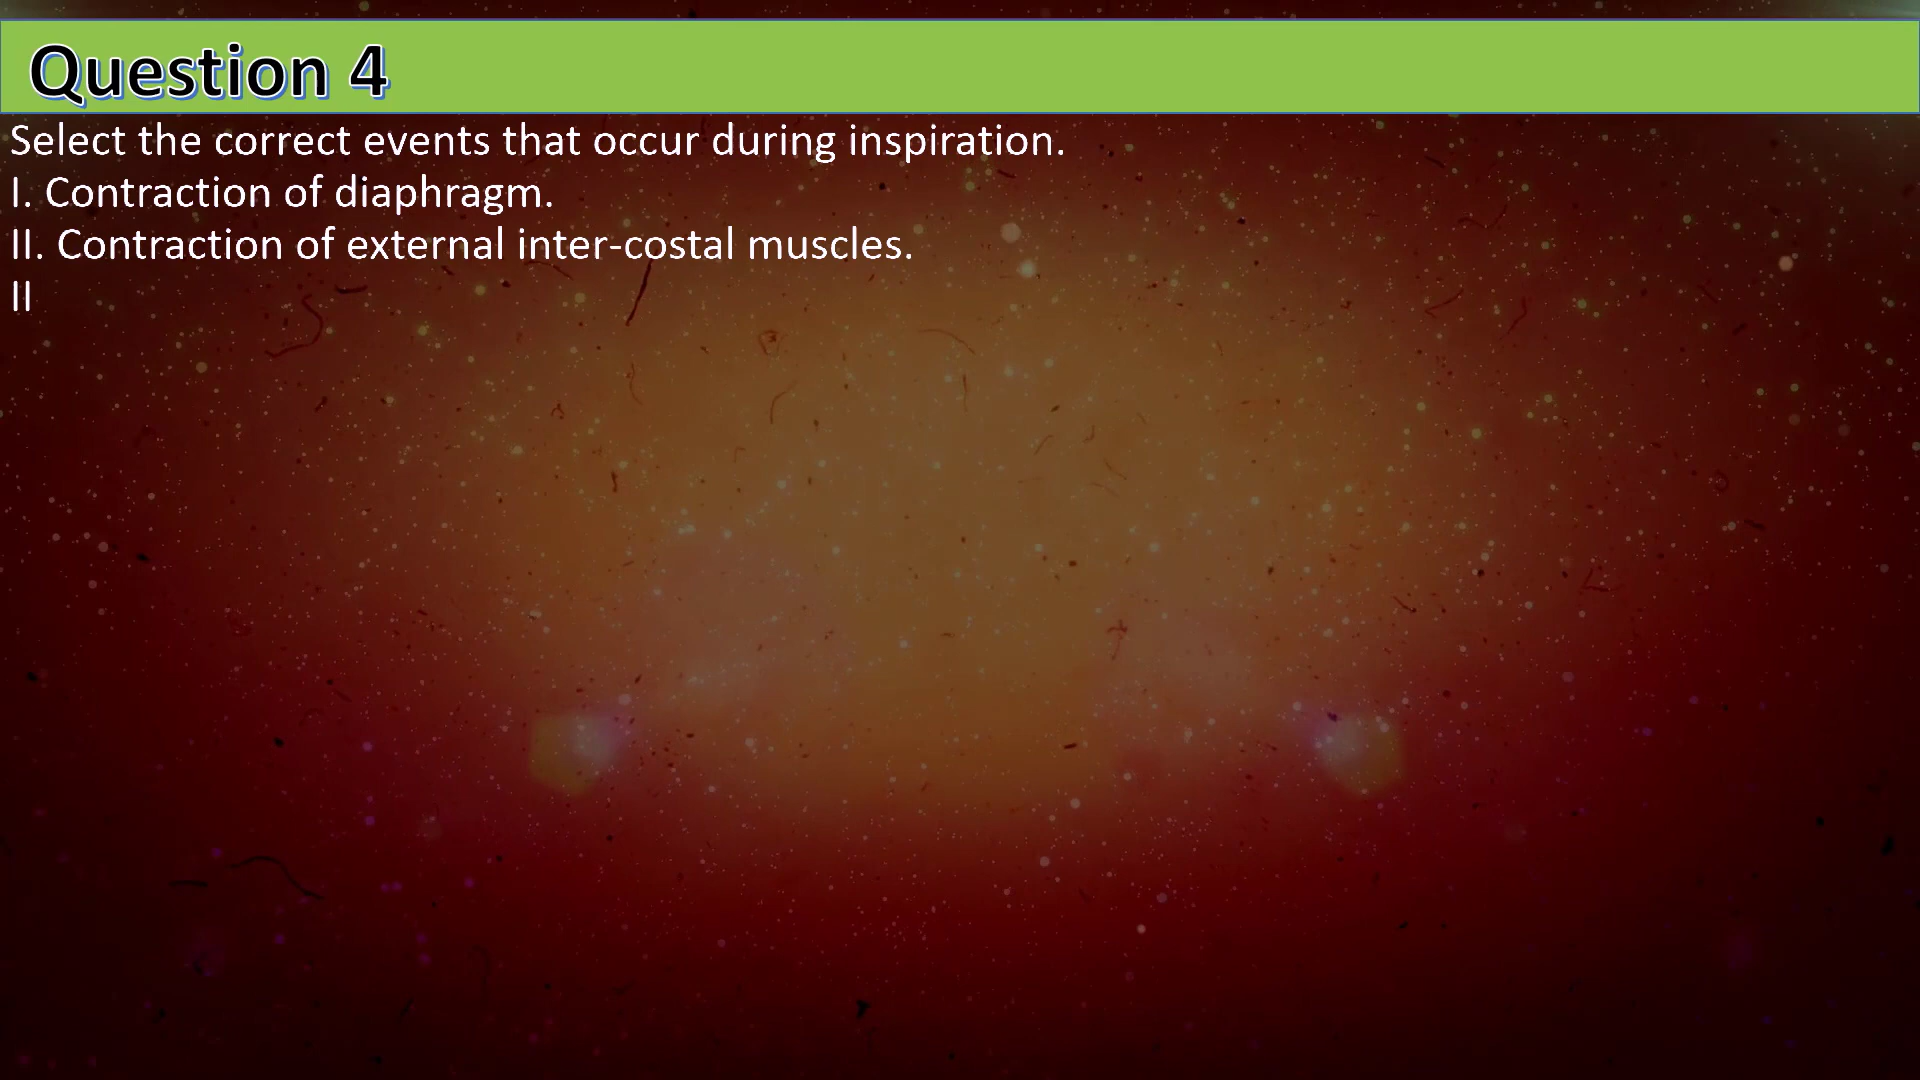 Question 4
Select the correct events that occur during inspiration.
I. Contraction of diaphragm.
II. Contraction of external inter-costal muscles.
II